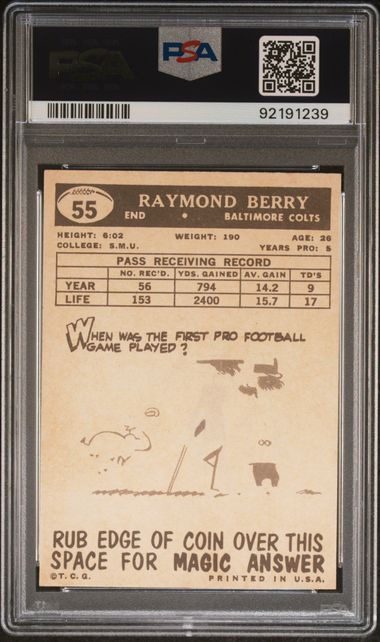 PSA
PSA
92191239
55
RAYMOND BERRY
END • BALTIMORE COLTS
HEIGHT: 6:02 WEIGHT: 190 AGE: 26
COLLEGE: S.M.U. YEARS PRO: 5
PASS RECEIVING RECORD
NO. REC'D. YDS. GAINED AV. GAIN TD'S
YEAR 56 794 14.2 9
LIFE 153 2400 15.7 17
WHEN WAS THE FIRST PRO FOOTBALL
GAME PLAYED?
RUB EDGE OF COIN OVER THIS
SPACE FOR MAGIC ANSWER
©T.C.G. PRINTED IN U.S.A.